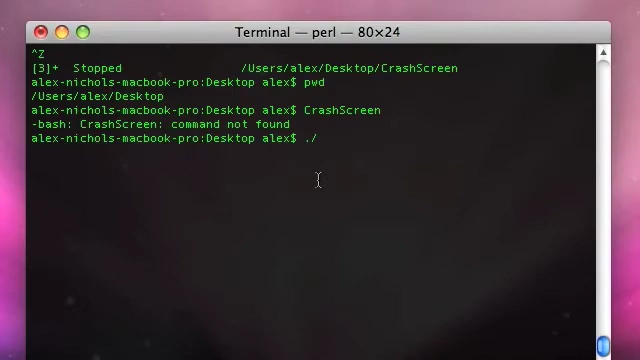 Terminal — perl — 80×24
^Z
[3]+  Stopped                 /Users/alex/Desktop/CrashScreen
alex-nichols-macbook-pro:Desktop alex$ pwd
/Users/alex/Desktop
alex-nichols-macbook-pro:Desktop alex$ CrashScreen
-bash: CrashScreen: command not found
alex-nichols-macbook-pro:Desktop alex$ ./